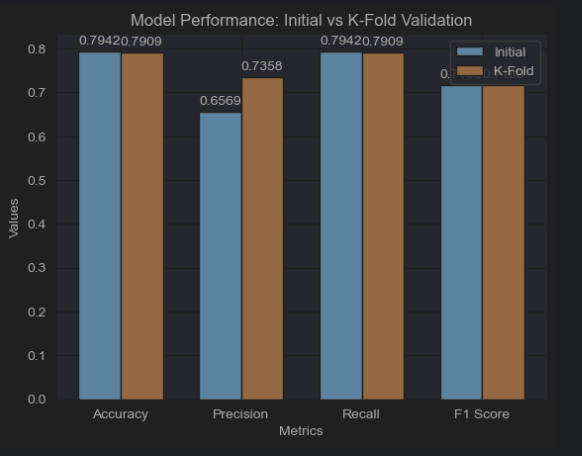 Model Performance: Initial vs K-Fold Validation
0.7942 0.7909
0.6569
0.7358
0.7942 0.7909
Initial
K-Fold
0.8
0.7
0.6
0.5
0.4
0.3
0.2
0.1
0.0
Values
Accuracy Precision Recall F1 Score
Metrics